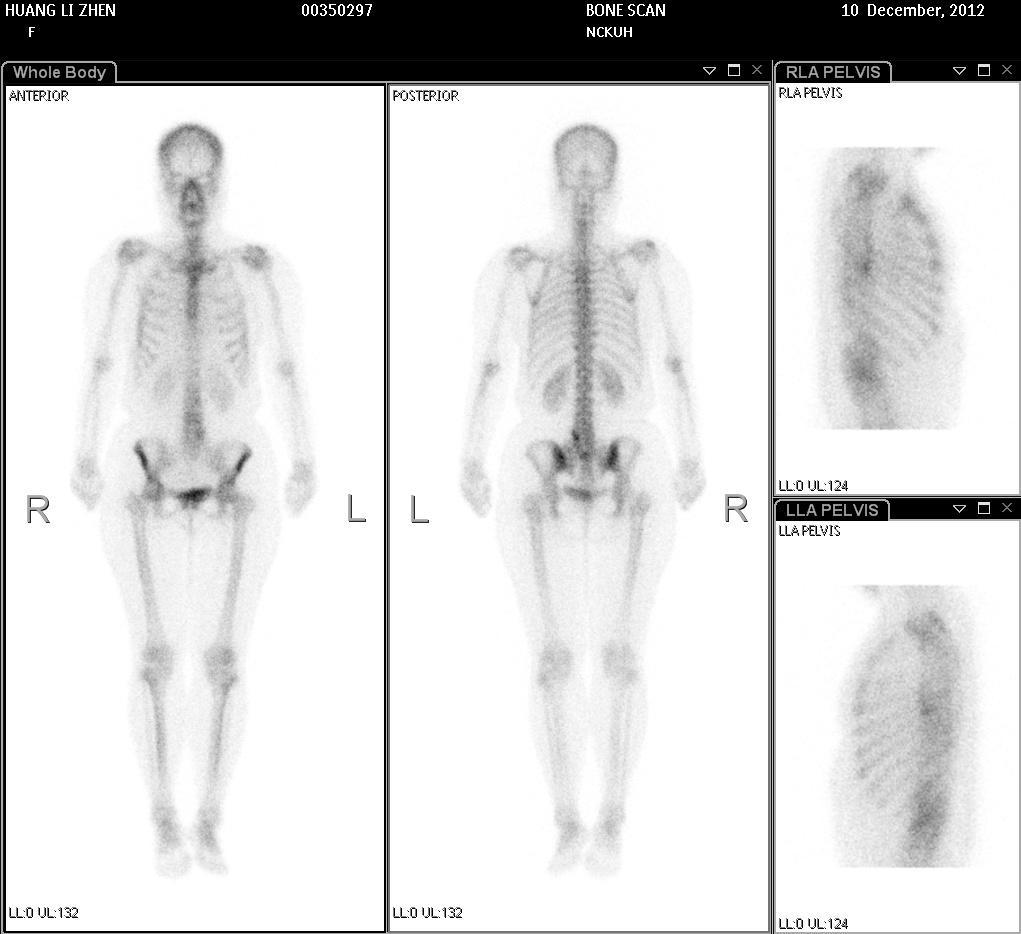 HUANG LI ZHEN 00350297 BONE SCAN 10 December, 2012
F NCKUH
Whole Body
ANTERIOR
R L
LL:0 UL:132
POSTERIOR
L R
LL:0 UL:132
RLA PELVIS
RLA PELVIS
LL:0 UL:124
LLA PELVIS
LLA PELVIS
LL:0 UL:124